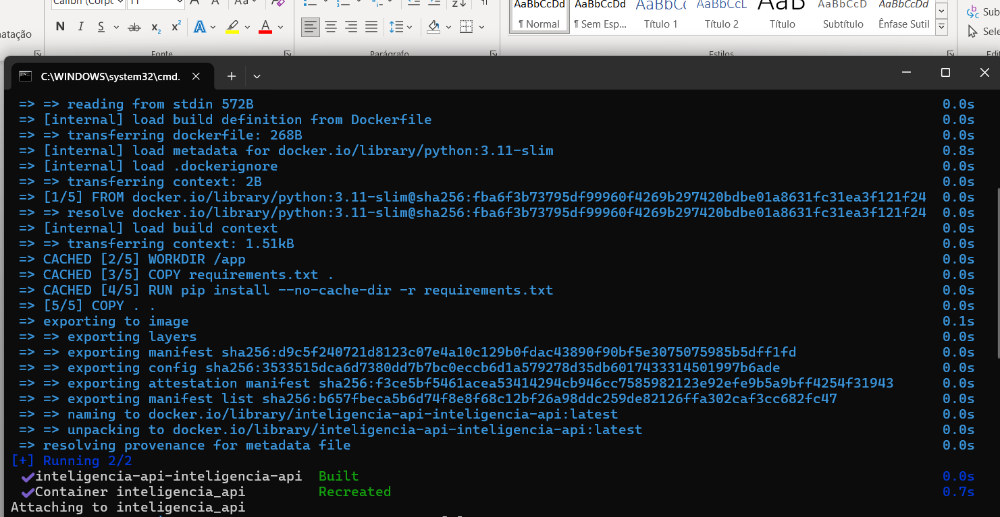 Calibri (Corpo
11
Aa
AaBbCcDd
AaBbCcDd
AaBbCc
AaBbCcL
AaB
AaBbCcD
AaBbCcDd
Sub
N I S ab x₂ x² A A
¶ Normal
¶ Sem Esp...
Título 1
Título 2
Título
Subtítulo
Ênfase Sutil
Sele
natação
Fonte
Parágrafo
Estilos
Edit
C:\WINDOWS\system32\cmd.
=> => reading from stdin 572B 0.0s
=> [internal] load build definition from Dockerfile 0.0s
=> => transferring dockerfile: 268B 0.0s
=> [internal] load metadata for docker.io/library/python:3.11-slim 0.8s
=> [internal] load .dockerignore 0.0s
=> => transferring context: 2B 0.0s
=> [1/5] FROM docker.io/library/python:3.11-slim@sha256:fba6f3b73795df99960f4269b297420bdbe01a8631fc31ea3f121f24 0.0s
=> => resolve docker.io/library/python:3.11-slim@sha256:fba6f3b73795df99960f4269b297420bdbe01a8631fc31ea3f121f24 0.0s
=> [internal] load build context 0.0s
=> => transferring context: 1.51kB 0.0s
=> CACHED [2/5] WORKDIR /app 0.0s
=> CACHED [3/5] COPY requirements.txt . 0.0s
=> CACHED [4/5] RUN pip install --no-cache-dir -r requirements.txt 0.0s
=> [5/5] COPY . . 0.0s
=> exporting to image 0.1s
=> => exporting layers 0.0s
=> => exporting manifest sha256:d9c5f240721d8123c07e4a10c129b0fdac43890f90bf5e3075075985b5dff1fd 0.0s
=> => exporting config sha256:3533515dca6d7380dd7b7bc0eccb6d1a579278d35db6017433314501997b6ade 0.0s
=> => exporting attestation manifest sha256:f3ce5bf5461acea53414294cb946cc7585982123e92efe9b5a9bff4254f31943 0.0s
=> => exporting manifest list sha256:b657fbeca5b6d74f8e8f68c12bf26a98ddc259de82126ffa302caf3cc682fc47 0.0s
=> => naming to docker.io/library/inteligencia-api-inteligencia-api:latest 0.0s
=> => unpacking to docker.io/library/inteligencia-api-inteligencia-api:latest 0.0s
=> resolving provenance for metadata file 0.0s
[+] Running 2/2
✔inteligencia-api-inteligencia-api Built 0.0s
✔Container inteligencia_api Recreated 0.7s
Attaching to inteligencia_api